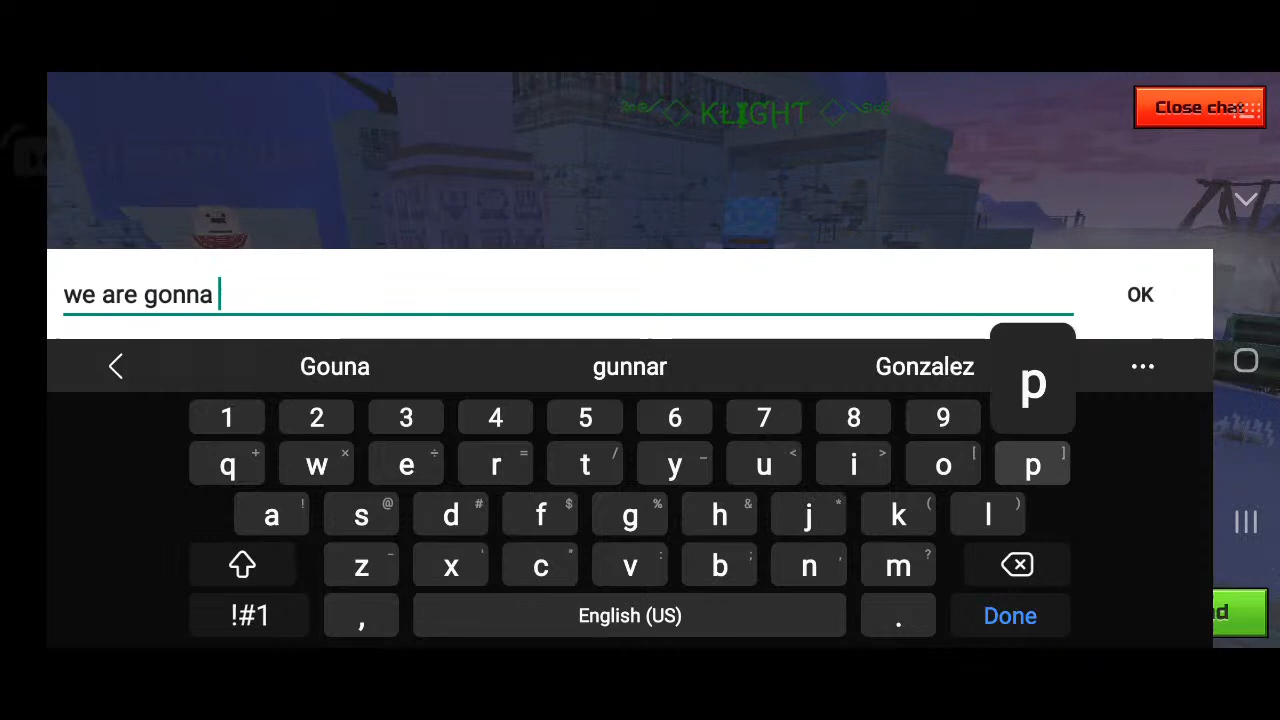 KLIGHT
Close chat
we are gonna
OK
Gouna gunnar Gonzalez
p
1 2 3 4 5 6 7 8 9
q + w × e ÷ r = t / y _ u < i > o [ p ]
a ! s @ d # f $ g % h & j * k ( l )
z - x ' c " v : b ; n , m ?
!#1 , English (US) . Done